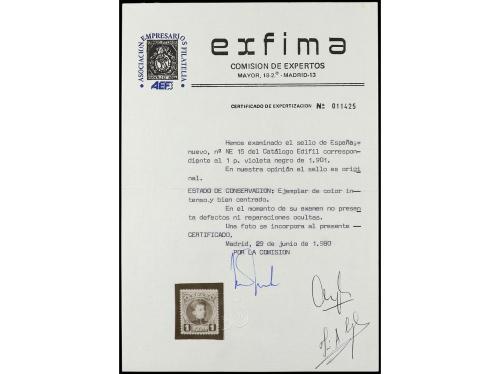 ASOCIACION EMPRESARIOS FILATELIA
AEF
exfima
COMISION DE EXPERTOS
MAYOR, 18-2.º - MADRID-13
CERTIFICADO DE EXPERTIZACION Nº 011425
Hemos examinado el sello de España,
nuevo, nº NE 15 del Catálogo Edifil correspon-
diente al 1 p. violeta negro de 1.901.
En nuestra opinión el sello es orig<u></u>i
nal.
ESTADO DE CONSERVACION: Ejemplar de color in-
tenso,y bien centrado.
En el momento de su examen no presen-
ta defectos ni reparaciones ocultas.
Una foto se incorpora al presente
CERTIFICADO.
Madrid, 29 de junio de 1.980
POR LA COMISION
1 1